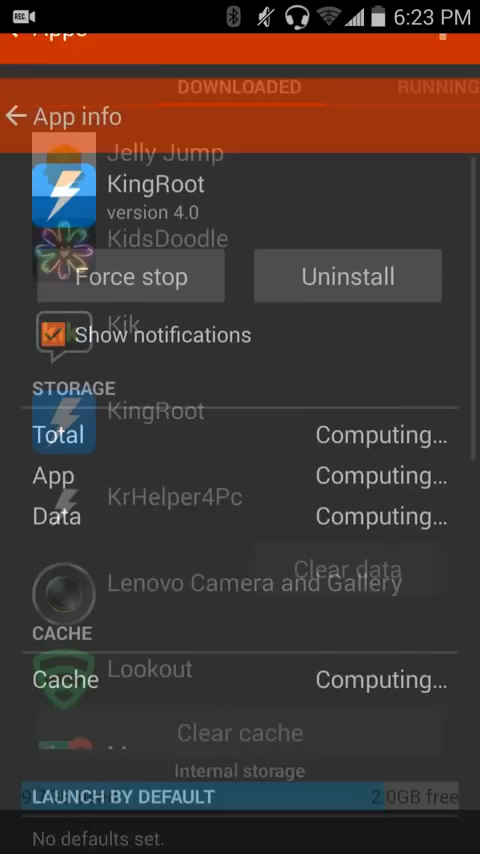 REC
6:23 PM
Apps
DOWNLOADED RUNNING
App info
Jelly Jump
KingRoot
version 4.0
KidsDoodle
Force stop Uninstall
Kik
Show notifications
STORAGE
KingRoot
Total Computing...
App Computing...
KrHelper4Pc
Data Computing...
Clear data
Lenovo Camera and Gallery
CACHE
Lookout
Cache Computing...
Clear cache
Internal storage
LAUNCH BY DEFAULT 2.0GB free
No defaults set.